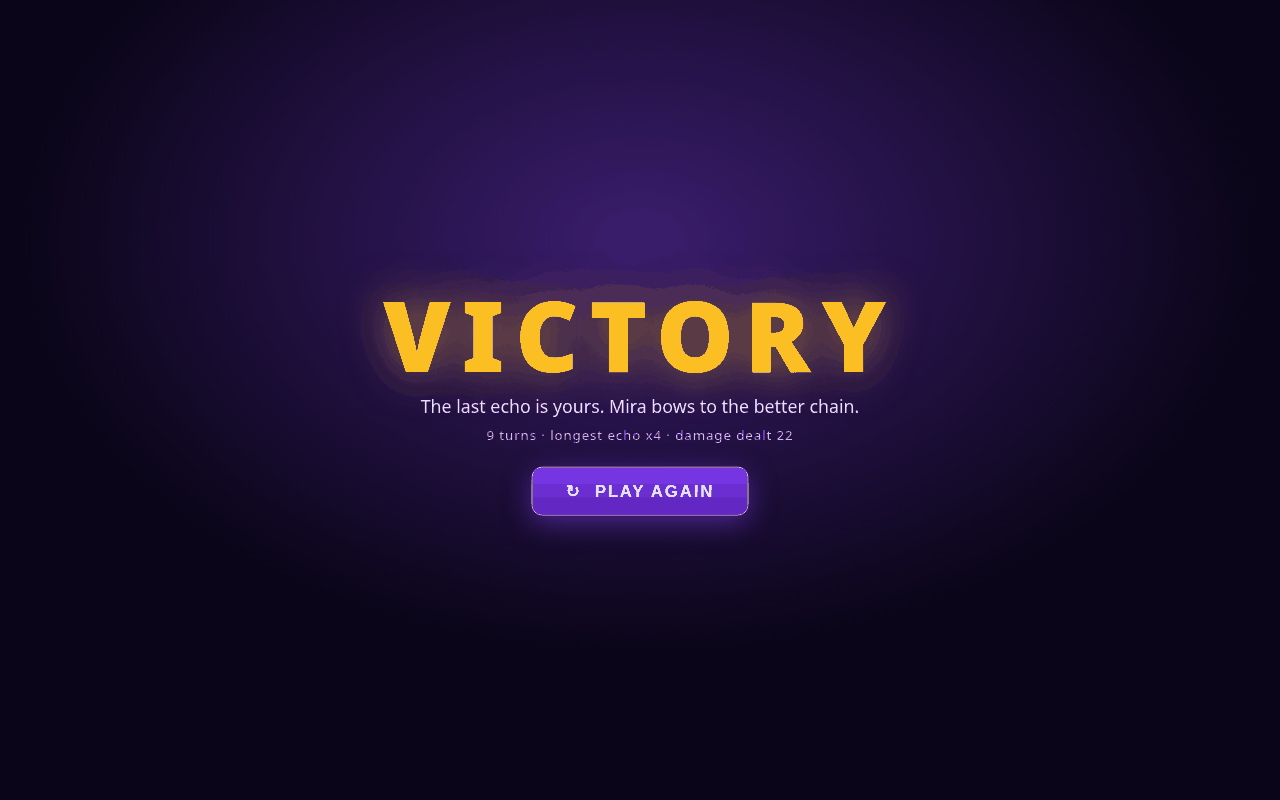 VICTORY
The last echo is yours. Mira bows to the better chain.
9 turns · longest echo x4 · damage dealt 22
↻ PLAY AGAIN